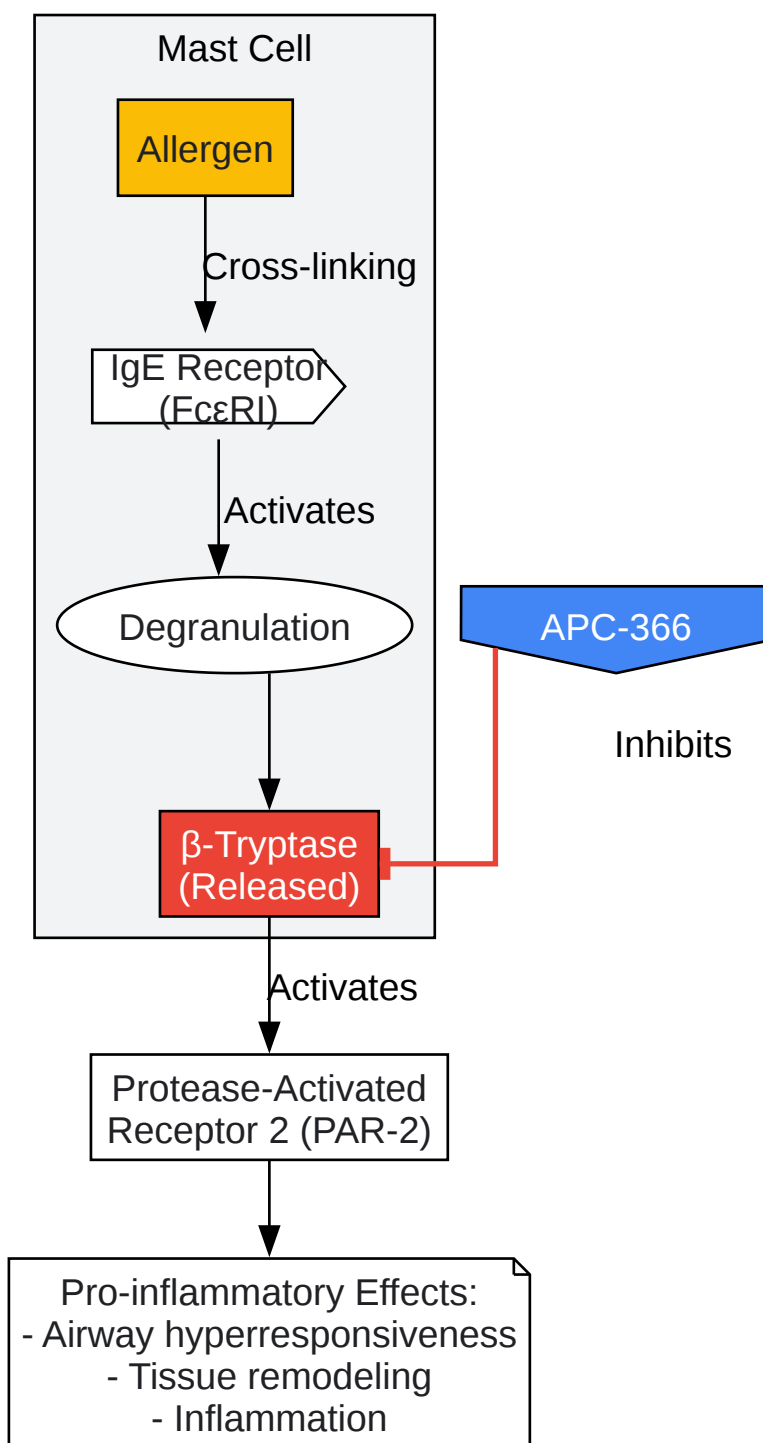 Mast Cell
Allergen
Cross-linking
IgE Receptor
(FcεRI)
Activates
Degranulation
APC-366
Inhibits
β-Tryptase
(Released)
Activates
Protease-Activated
Receptor 2 (PAR-2)
Pro-inflammatory Effects:
- Airway hyperresponsiveness
- Tissue remodeling
- Inflammation